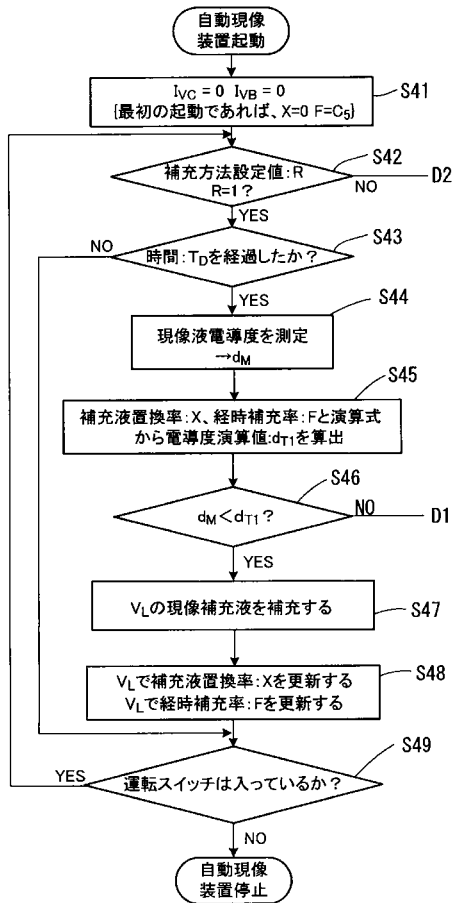 自動現像
装置起動
I_VC = 0 I_VB = 0
{最初の起動であれば、X=0 F=C₅}
S41
補充方法設定値:R
R=1?
S42
NO
D2
YES
NO
時間:T_Dを経過したか?
S43
YES
現像液電導度を測定
→d_M
S44
補充液置換率:X、経時補充率:Fと演算式
から電導度演算値:d_T1を算出
S45
d_M<d_T1?
S46
NO
D1
YES
V_Lの現像補充液を補充する
S47
V_Lで補充液置換率:Xを更新する
V_Lで経時補充率:Fを更新する
S48
YES
運転スイッチは入っているか?
S49
NO
自動現像
装置停止